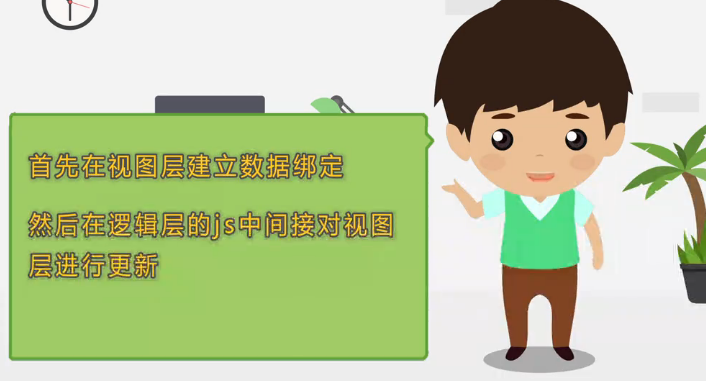 首先在视图层建立数据绑定
然后在逻辑层的js中间接对视图
层进行更新